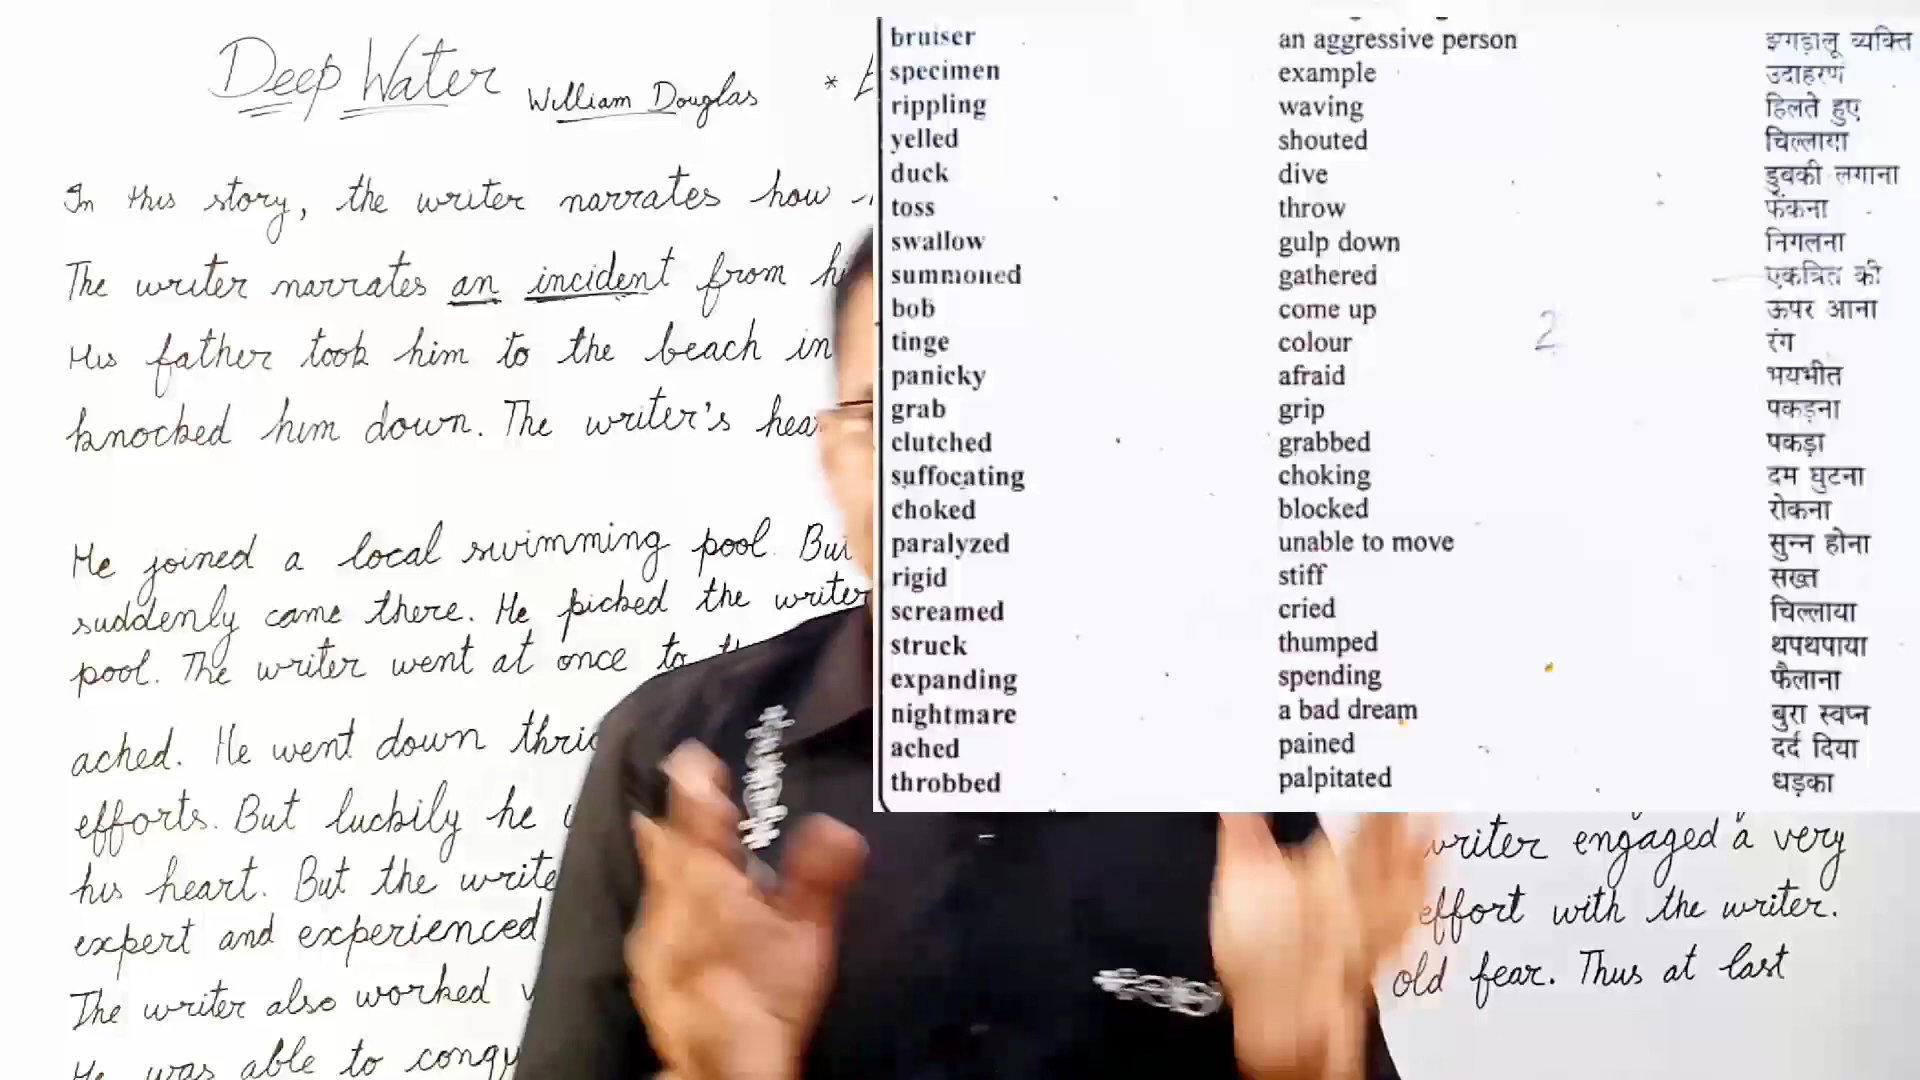 Deep Water William Douglas *
In this story, the writer narrates how
The writer narrates an incident from
His father took him to the beach in
knocked him down. The writer's
He joined a local swimming pool. But
suddenly came there. He picked the writer
pool. The writer went at once to
ached. He went down
efforts. But luckily he
his heart. But the
expert and experienced
The writer also worked
He was able to
bruiser an aggressive person झगड़ालू व्यक्ति
specimen example उदाहरण
rippling waving हिलते हुए
yelled shouted चिल्लाया
duck dive डुबकी लगाना
toss throw फेंकना
swallow gulp down निगलना
summoned gathered एकत्रित की
bob come up ऊपर आना
tinge colour 2 रंग
panicky afraid भयभीत
grab grip पकड़ना
clutched grabbed पकड़ा
suffocating choking दम घुटना
choked blocked रोकना
paralyzed unable to move सुन्न होना
rigid stiff सख्त
screamed cried चिल्लाया
struck thumped थपथपाया
expanding spending फैलाना
nightmare a bad dream बुरा स्वप्न
ached pained दर्द दिया
throbbed palpitated धड़का
writer engaged a very
effort with the writer.
old fear. Thus at last